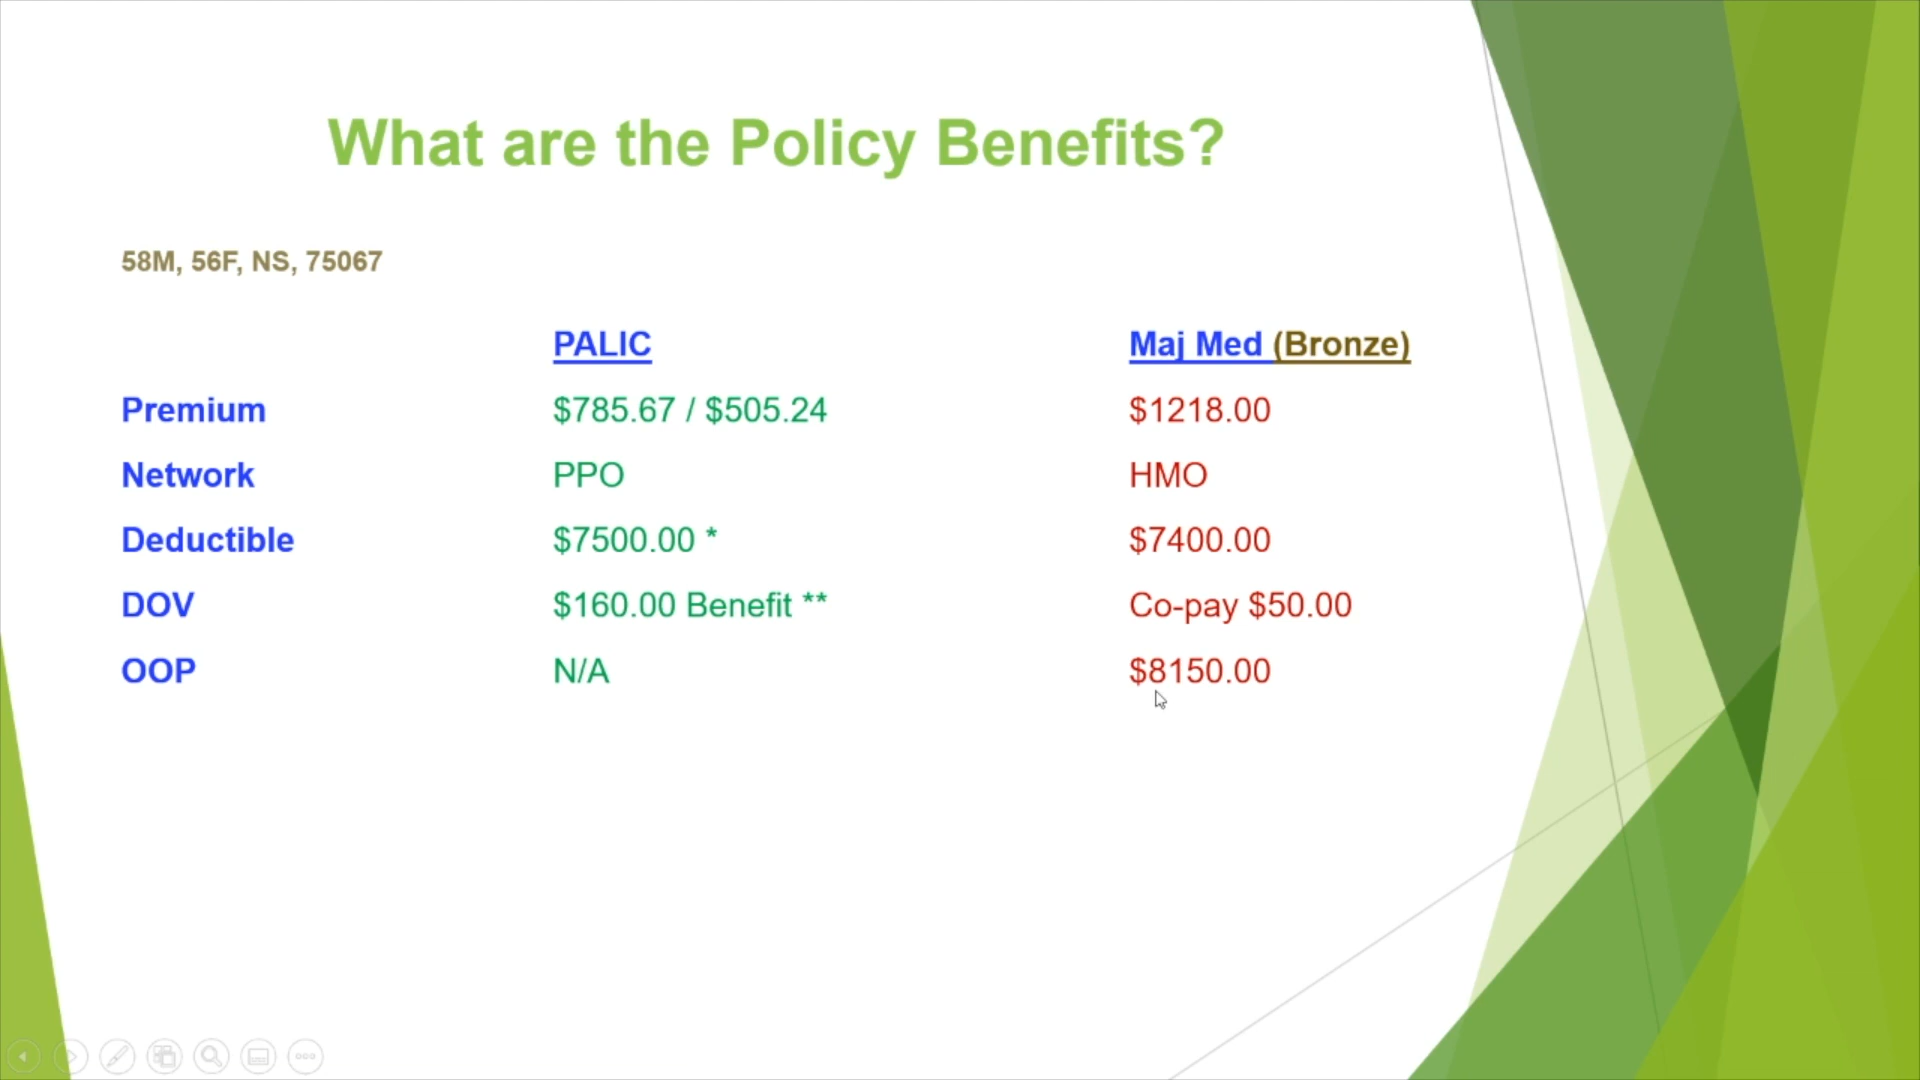 What are the Policy Benefits?
58M, 56F, NS, 75067
PALIC Maj Med (Bronze)
Premium $785.67 / $505.24 $1218.00
Network PPO HMO
Deductible $7500.00 * $7400.00
DOV $160.00 Benefit ** Co-pay $50.00
OOP N/A $8150.00